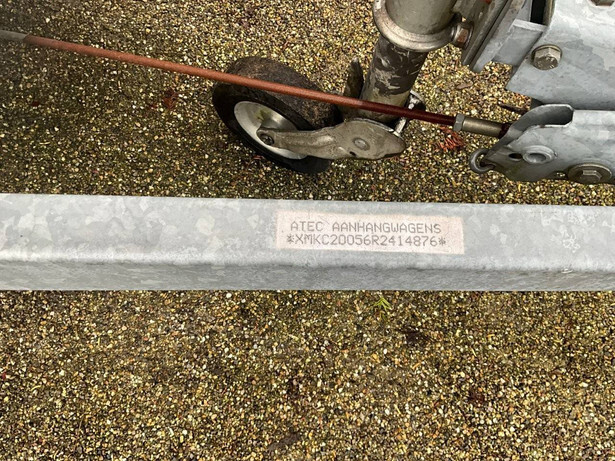 ATEC AANHANGWAGENS
*XMKC20056R2414876*